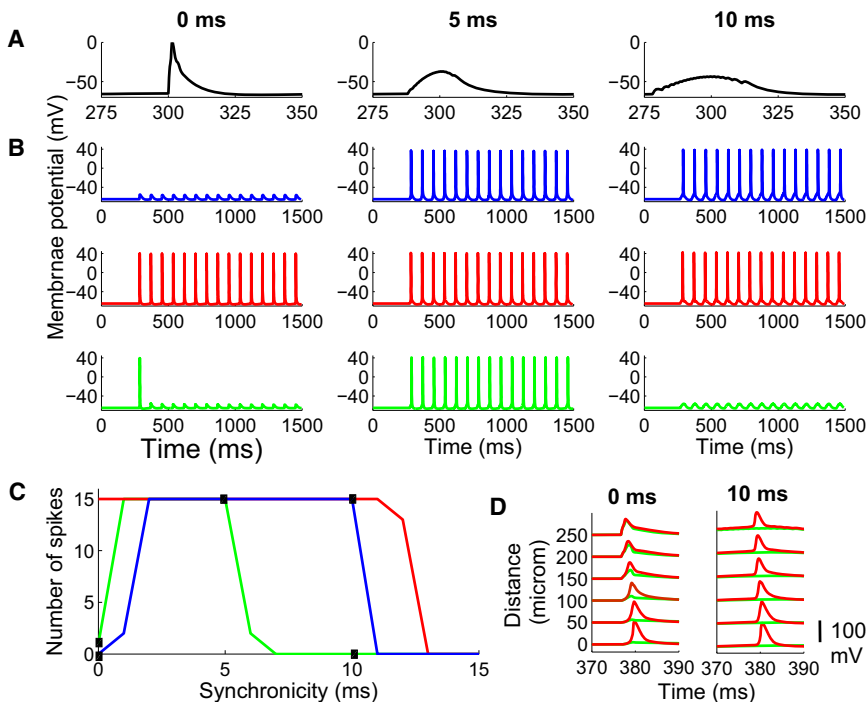 0 ms 5 ms 10 ms
A
0 0 0
−50 −50 −50
275 300 325 350 275 300 325 350 275 300 325 350
Membrnae potential (mV)
B
40 40 40
0 0 0
−40 −40 −40
0 500 1000 1500 0 500 1000 1500 0 500 1000 1500
40 40 40
0 0 0
−40 −40 −40
0 500 1000 1500 0 500 1000 1500 0 500 1000 1500
40 40 40
0 0 0
−40 −40 −40
0 500 1000 1500 0 500 1000 1500 0 500 1000 1500
Time (ms) Time (ms) Time (ms)
C
Number of spikes
15
10
5
0
0 5 10 15
Synchronicity (ms)
D
0 ms 10 ms
Distance
(microm)
250
200
150
100
50
0
370 380 390 370 380 390
Time (ms)
100
mV